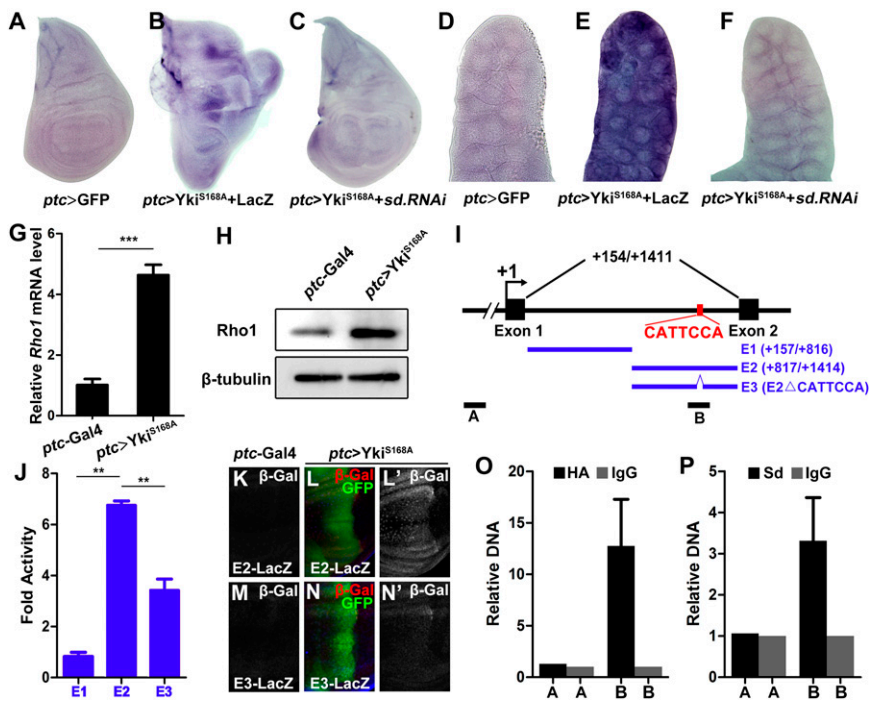 A
B
C
D
E
F
ptc>GFP
ptc>Yki^S168A+LacZ
ptc>Yki^S168A+sd.RNAi
ptc>GFP
ptc>Yki^S168A+LacZ
ptc>Yki^S168A+sd.RNAi
G
Relative Rho1 mRNA level
6
4
2
0
***
ptc-Gal4
ptc>Yki^S168A
H
ptc-Gal4
ptc>Yki^S168A
Rho1
β-tubulin
I
+154/+1411
+1
Exon 1
CATTCCA
Exon 2
E1 (+157/+816)
E2 (+817/+1414)
E3 (E2△CATTCCA)
A
B
J
Fold Activity
8
6
4
2
0
**
**
E1
E2
E3
ptc-Gal4
ptc>Yki^S168A
K
β-Gal
E2-LacZ
L
β-Gal
GFP
E2-LacZ
L'
β-Gal
M
β-Gal
E3-LacZ
N
β-Gal
GFP
E3-LacZ
N'
β-Gal
O
HA
IgG
Relative DNA
20
15
10
5
0
A
A
B
B
P
Sd
IgG
Relative DNA
5
4
3
2
1
0
A
A
B
B